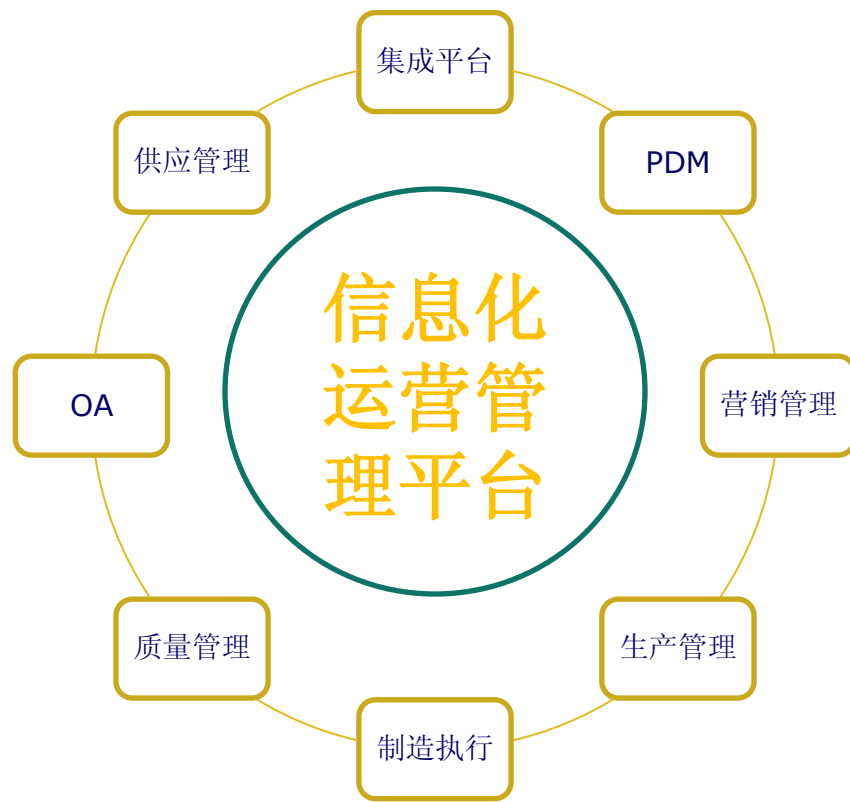 集成平台
供应管理
PDM
信息化
运营管
理平台
OA
营销管理
质量管理
生产管理
制造执行